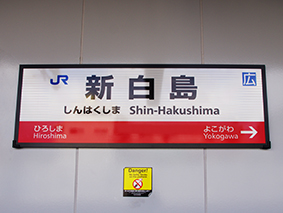 JR
新白島
広
しんはくしま Shin-Hakushima
ひろしま
Hiroshima
よこがわ
Yokogawa
Danger!